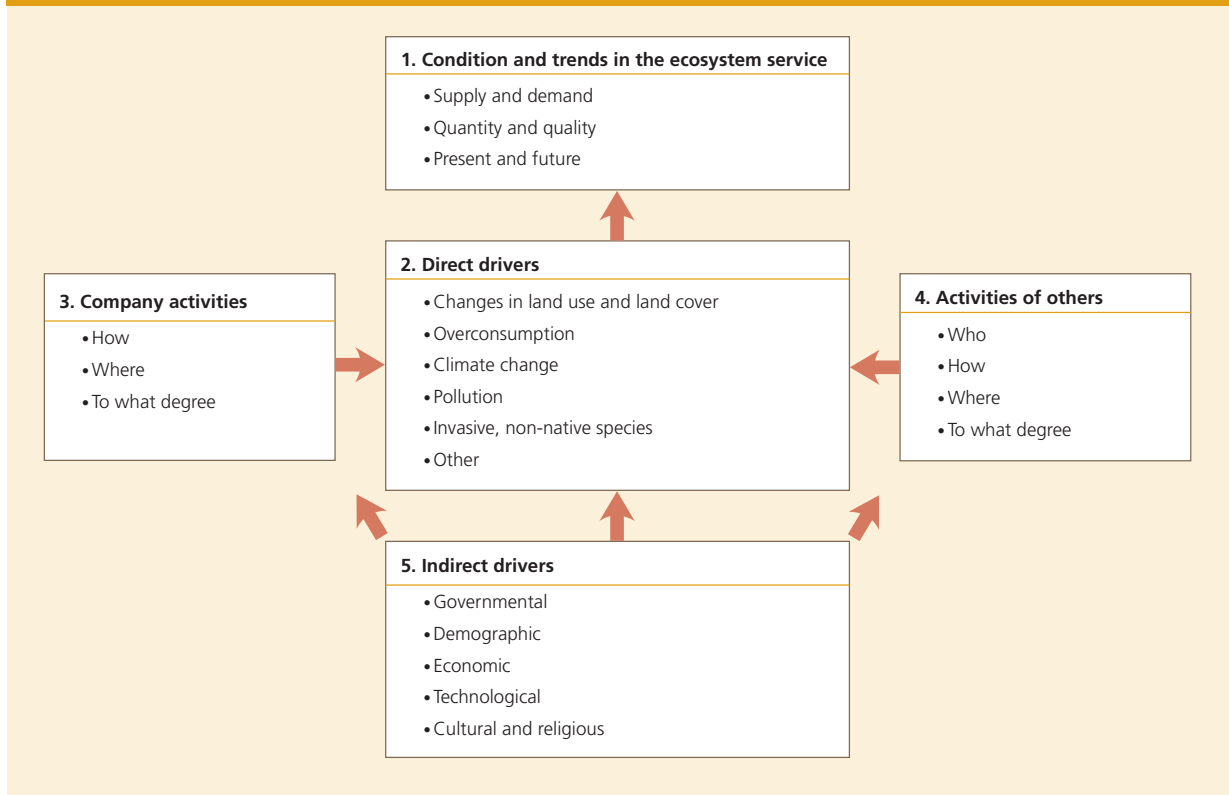 1. Condition and trends in the ecosystem service
• Supply and demand
• Quantity and quality
• Present and future
2. Direct drivers
• Changes in land use and land cover
• Overconsumption
• Climate change
• Pollution
• Invasive, non-native species
• Other
3. Company activities
• How
• Where
• To what degree
4. Activities of others
• Who
• How
• Where
• To what degree
5. Indirect drivers
• Governmental
• Demographic
• Economic
• Technological
• Cultural and religious